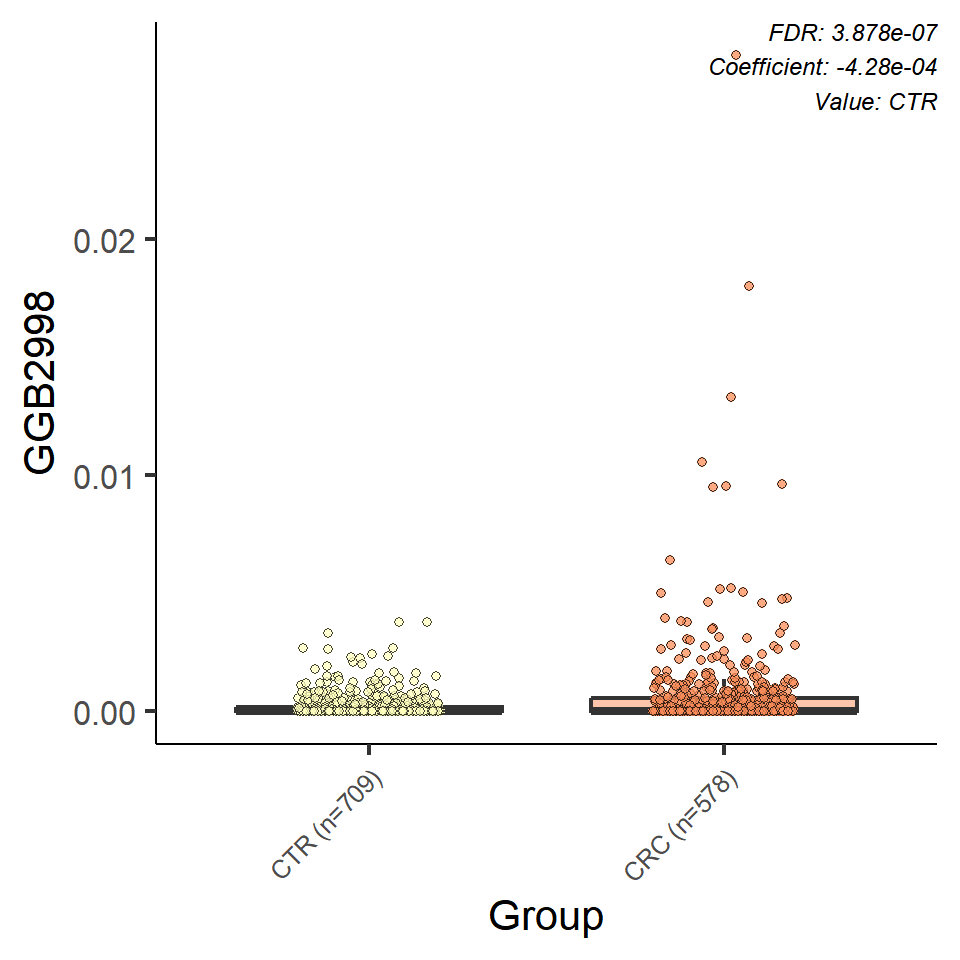 FDR: 3.878e-07
Coefficient: -4.28e-04
Value: CTR
0.02
0.01
0.00
GGB2998
CTR (n=709)
CRC (n=578)
Group